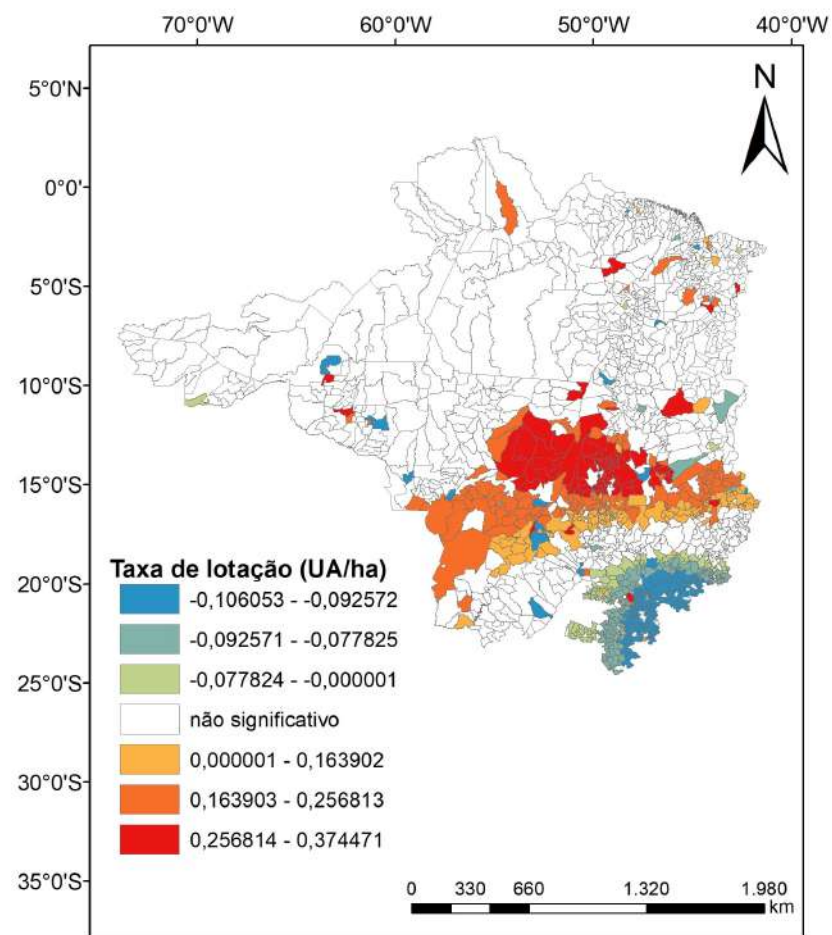 70°0'W 60°0'W 50°0'W 40°0'W
5°0'N
N
0°0'
5°0'S
10°0'S
15°0'S
Taxa de lotação (UA/ha)
20°0'S
-0,106053 - -0,092572
-0,092571 - -0,077825
25°0'S
-0,077824 - -0,000001
não significativo
0,000001 - 0,163902
30°0'S
0,163903 - 0,256813
0,256814 - 0,374471
35°0'S
0 330 660 1.320 1.980
km